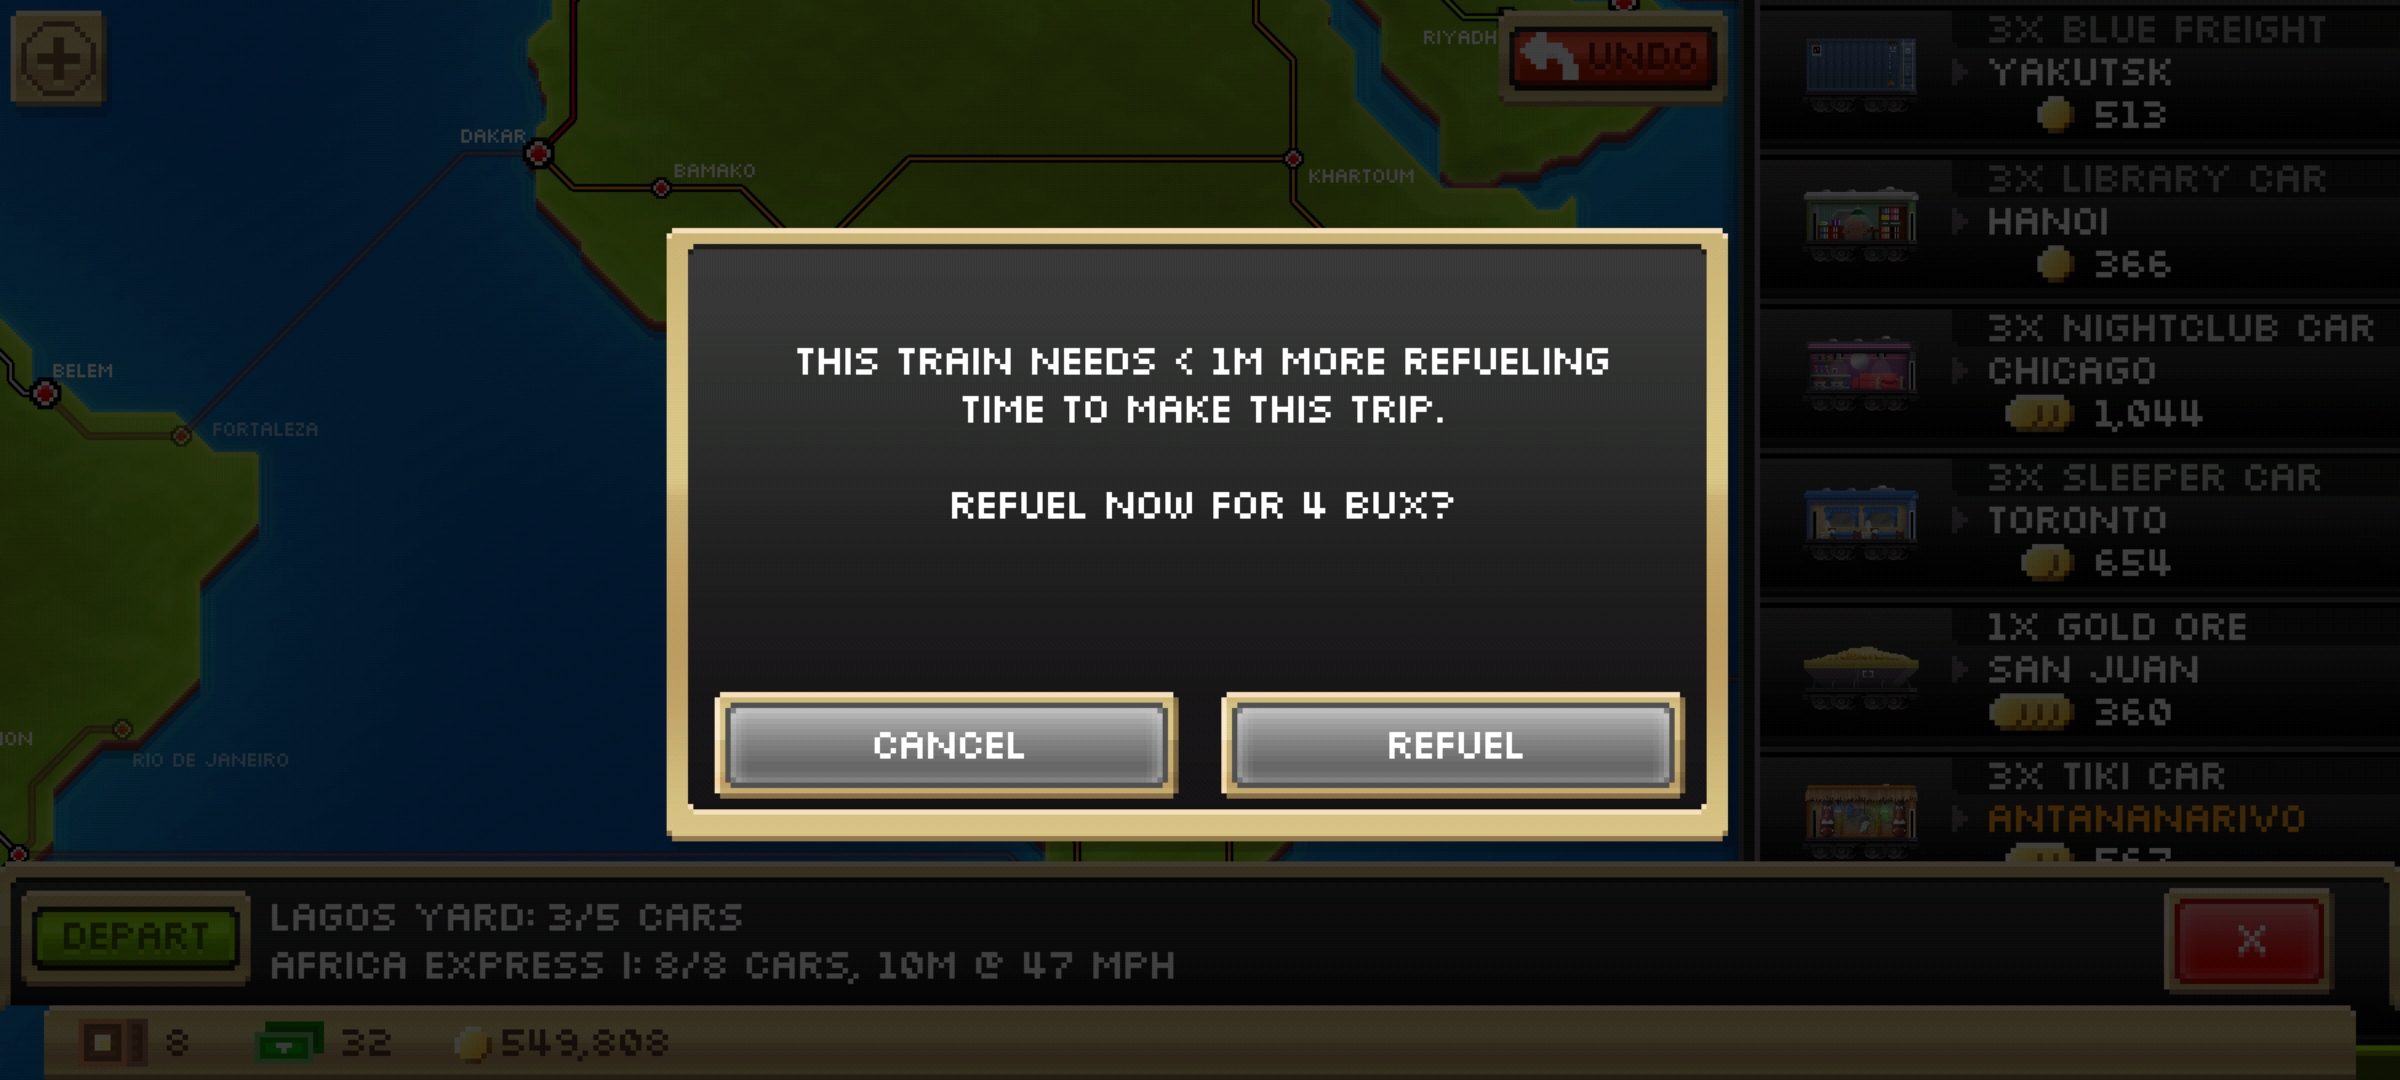 RIYADH
UNDO
DAKAR
BAMAKO
KHARTOUM
BELEM
FORTALEZA
ION
RIO DE JANEIRO
THIS TRAIN NEEDS < 1M MORE REFUELING
TIME TO MAKE THIS TRIP.
REFUEL NOW FOR 4 BUX?
CANCEL
REFUEL
3X BLUE FREIGHT
YAKUTSK
513
3X LIBRARY CAR
HANOI
366
3X NIGHTCLUB CAR
CHICAGO
1,044
3X SLEEPER CAR
TORONTO
654
1X GOLD ORE
SAN JUAN
360
3X TIKI CAR
ANTANANARIVO
567
DEPART
LAGOS YARD: 3/5 CARS
AFRICA EXPRESS I: 8/8 CARS, 10M @ 47 MPH
X
8
32
549,808